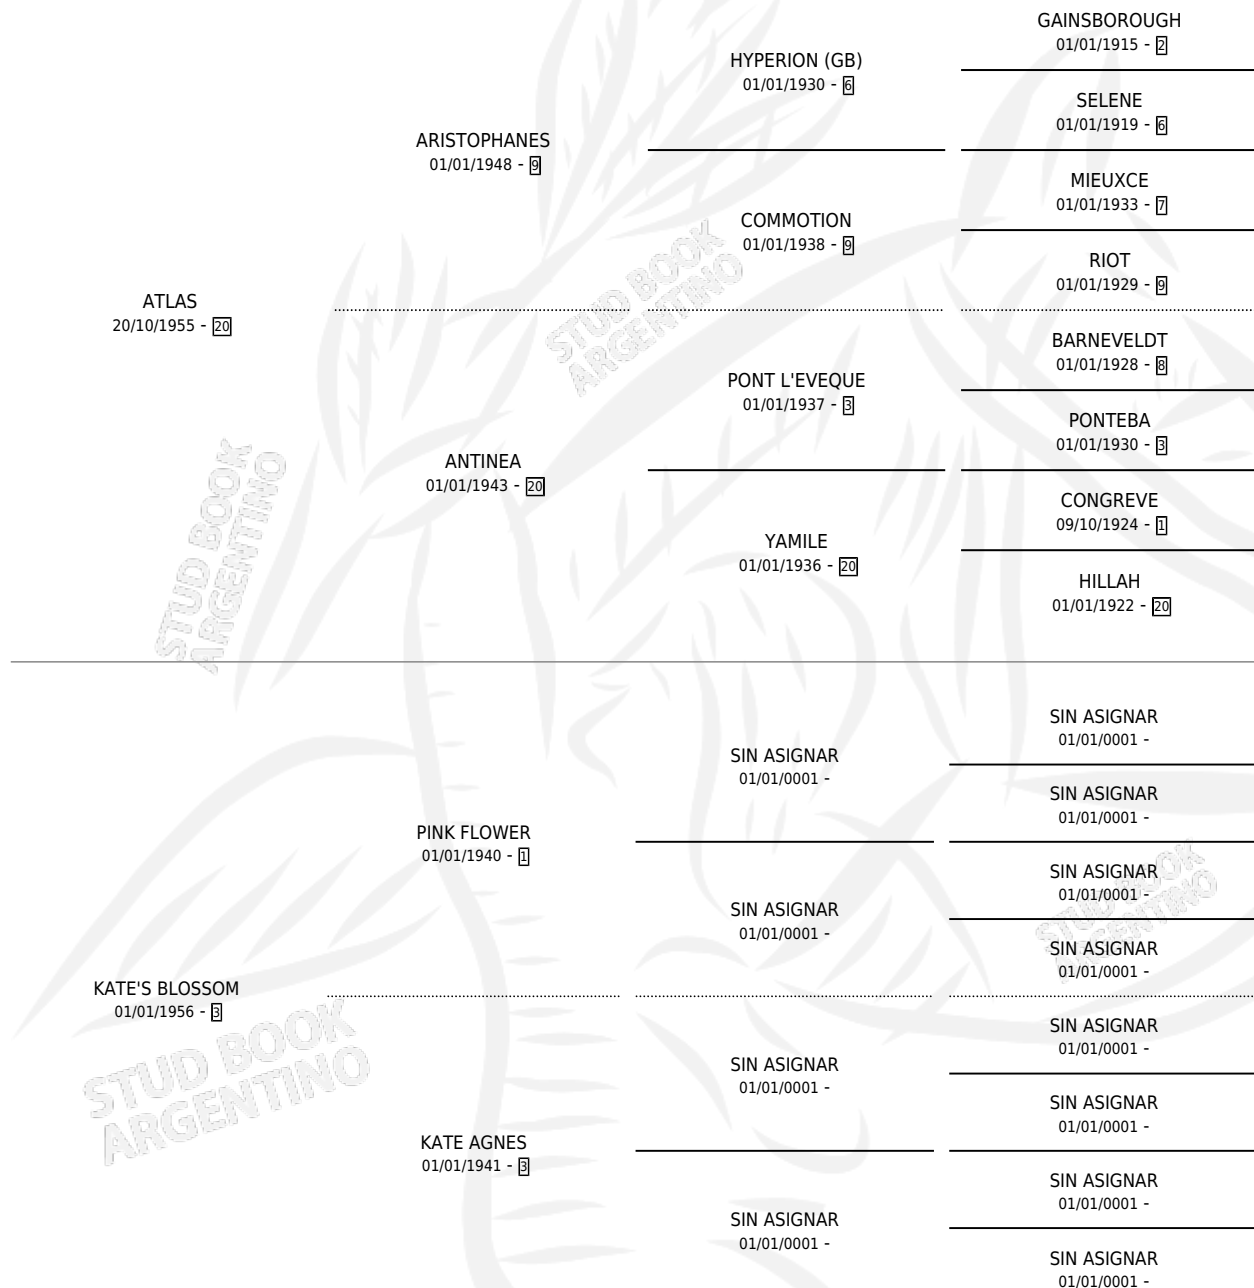 GAINSBOROUGH
01/01/1915 - 2
HYPERION (GB)
01/01/1930 - 6
SELENE
01/01/1919 - 6
ARISTOPHANES
01/01/1948 - 9
MIEUXCE
01/01/1933 - 7
COMMOTION
01/01/1938 - 9
RIOT
01/01/1929 - 9
ATLAS
20/10/1955 - 20
BARNEVELDT
01/01/1928 - 8
PONT L'EVEQUE
01/01/1937 - 3
PONTEBA
01/01/1930 - 3
ANTINEA
01/01/1943 - 20
CONGREVE
09/10/1924 - 1
YAMILE
01/01/1936 - 20
HILLAH
01/01/1922 - 20
SIN ASIGNAR
01/01/0001 -
SIN ASIGNAR
01/01/0001 -
SIN ASIGNAR
01/01/0001 -
PINK FLOWER
01/01/1940 - 1
SIN ASIGNAR
01/01/0001 -
SIN ASIGNAR
01/01/0001 -
SIN ASIGNAR
01/01/0001 -
KATE'S BLOSSOM
01/01/1956 - 3
SIN ASIGNAR
01/01/0001 -
SIN ASIGNAR
01/01/0001 -
SIN ASIGNAR
01/01/0001 -
KATE AGNES
01/01/1941 - 3
SIN ASIGNAR
01/01/0001 -
SIN ASIGNAR
01/01/0001 -
SIN ASIGNAR
01/01/0001 -
STUD BOOK
ARGENTINO
STUD BOOK
ARGENTINO
STUD BOOK
ARGENTINO
STUD BOOK
ARGENTINO